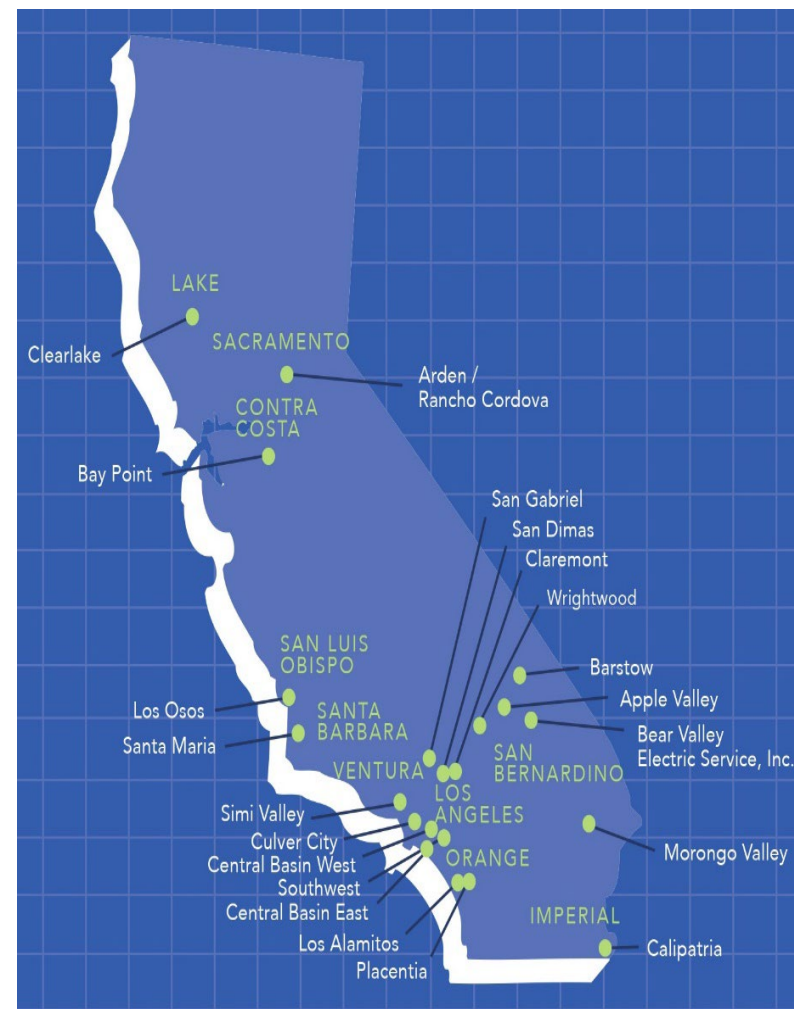 LAKE
Clearlake
SACRAMENTO
Arden /
Rancho Cordova
CONTRA
COSTA
Bay Point
San Gabriel
San Dimas
Claremont
Wrightwood
SAN LUIS
OBISPO
Barstow
Los Osos
SANTA
BARBARA
Apple Valley
Santa Maria
Bear Valley
Electric Service, Inc.
VENTURA
SAN
BERNARDINO
LOS
ANGELES
Simi Valley
Culver City
Central Basin West
Southwest
Central Basin East
ORANGE
Morongo Valley
Los Alamitos
Placentia
IMPERIAL
Calipatria